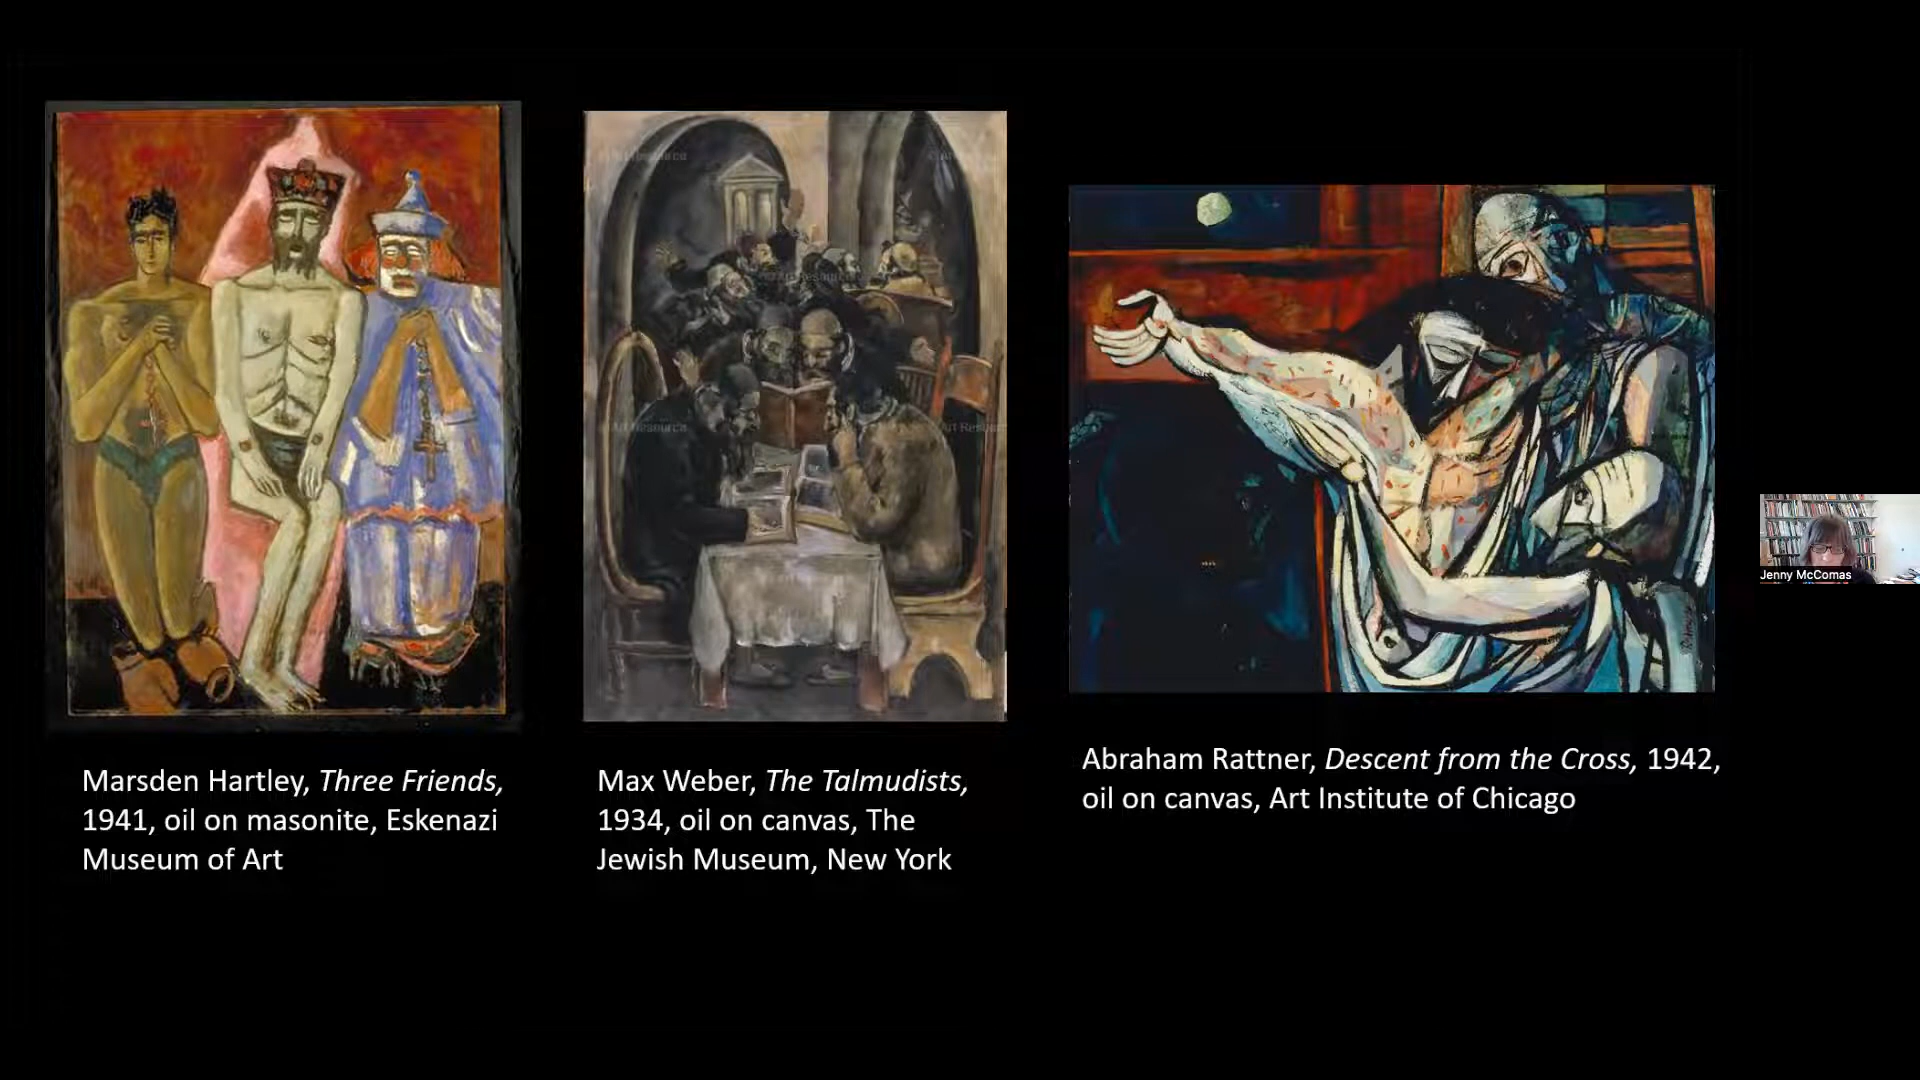 Marsden Hartley, Three Friends,
1941, oil on masonite, Eskenazi
Museum of Art
Max Weber, The Talmudists,
1934, oil on canvas, The
Jewish Museum, New York
Abraham Rattner, Descent from the Cross, 1942,
oil on canvas, Art Institute of Chicago
Jenny McComas